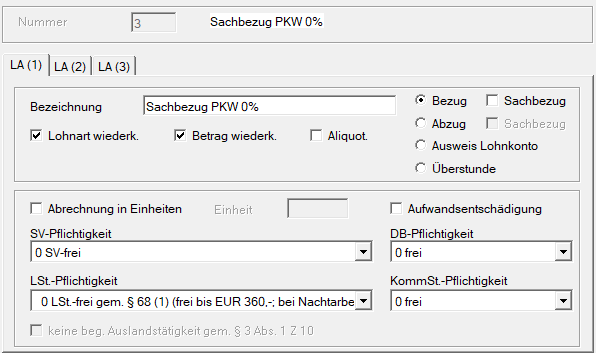 Nummer 3 Sachbezug PKW 0%
LA (1) LA (2) LA (3)
Bezeichnung Sachbezug PKW 0% Bezug Sachbezug
Abzug Sachbezug
Lohnart wiederk. Betrag wiederk. Aliquot.
Ausweis Lohnkonto
Überstunde
Abrechnung in Einheiten Einheit Aufwandsentschädigung
SV-Pflichtigkeit DB-Pflichtigkeit
0 SV-frei 0 frei
LSt.-Pflichtigkeit KommSt.-Pflichtigkeit
0 LSt.-frei gem. § 68 (1) (frei bis EUR 360,-; bei Nachtarbe 0 frei
keine beg. Auslandstätigkeit gem. § 3 Abs. 1 Z 10